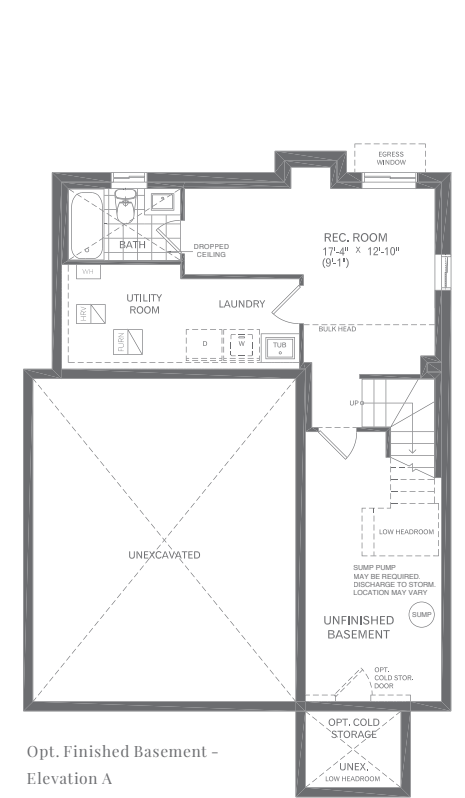 EGRESS
WINDOW
BATH
DROPPED
CEILING
REC. ROOM
17'-4" X 12'-10"
(9'-1")
WH
HRV
FURN
UTILITY
ROOM
LAUNDRY
D
W
TUB
BULK HEAD
UP
LOW HEADROOM
UNEXCAVATED
SUMP PUMP
MAY BE REQUIRED.
DISCHARGE TO STORM.
LOCATION MAY VARY
SUMP
UNFINISHED
BASEMENT
OPT.
COLD STOR.
DOOR
OPT. COLD
STORAGE
UNEX.
LOW HEADROOM
Opt. Finished Basement -
Elevation A